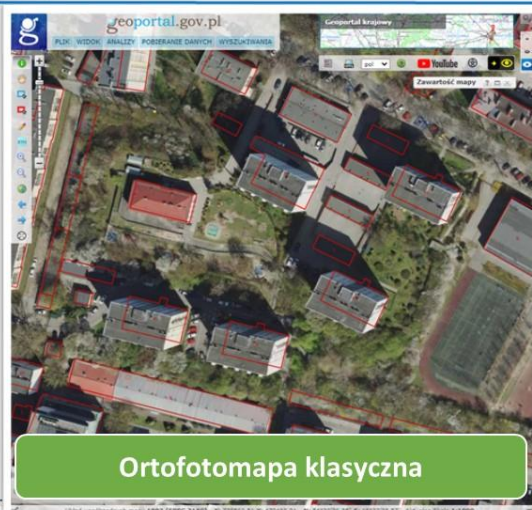 geoportal.gov.pl
PLIK WIDOK ANALIZY POBIERANIE DANYCH WYSZUKIWANIA
Geoportal krajowy
pol
YouTube
Zawartość mapy
Ortofotomapa klasyczna